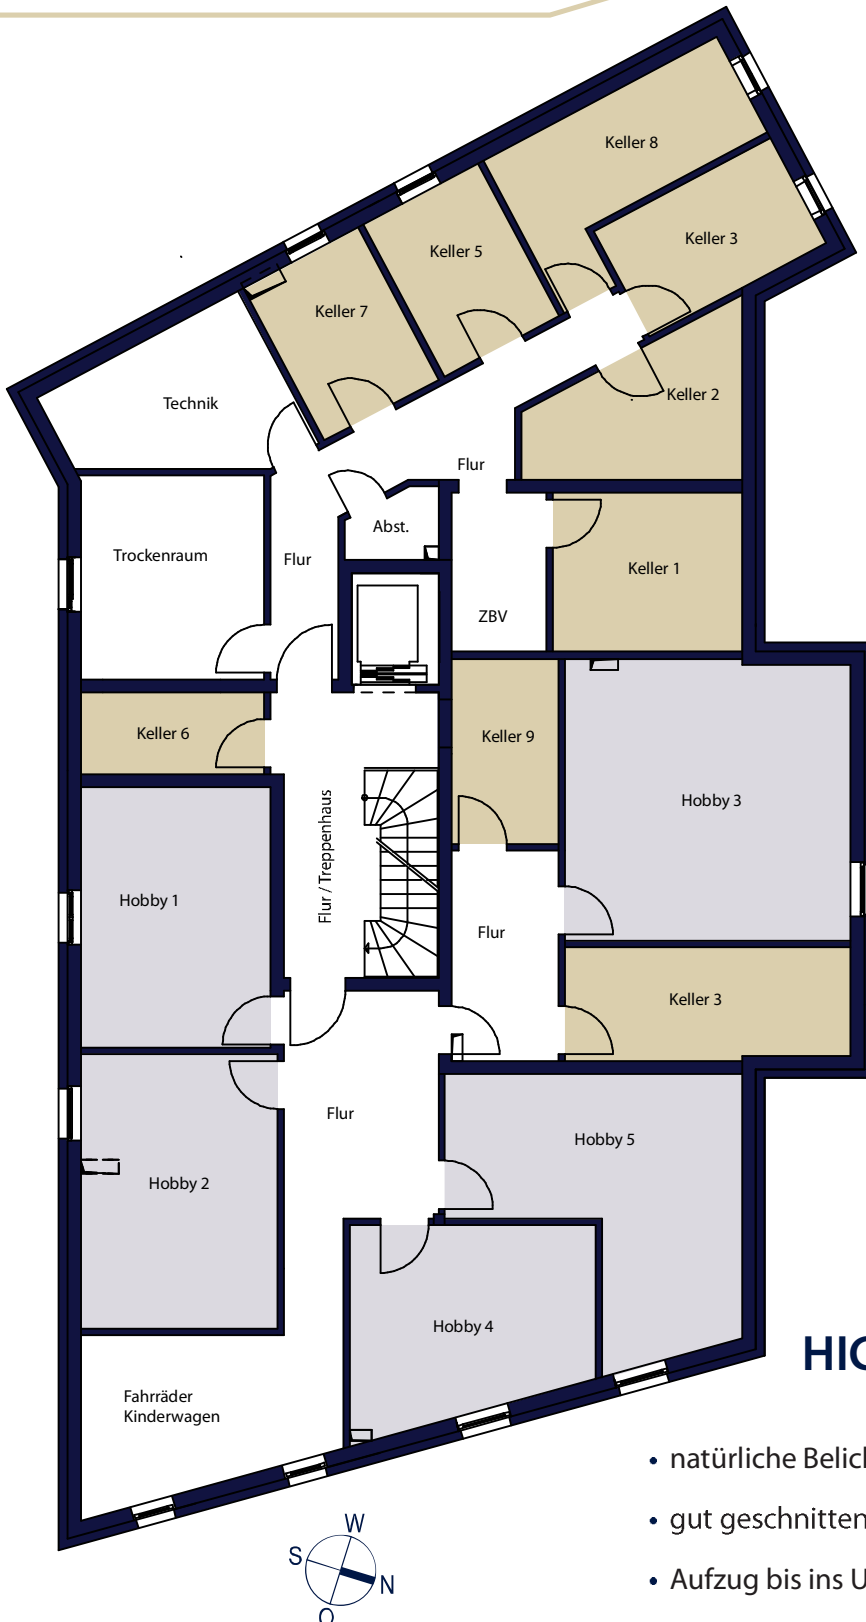 Keller 8
Keller 3
Keller 5
Keller 7
Keller 2
Technik
Flur
Abst.
Trockenraum
Flur
Keller 1
ZBV
Keller 6
Keller 9
Hobby 3
Flur / Treppenhaus
Hobby 1
Flur
Keller 3
Flur
Hobby 5
Hobby 2
Hobby 4
Fahrräder
Kinderwagen
HIG
• natürliche Belich
• gut geschnitten
• Aufzug bis ins U
W
S
N
O